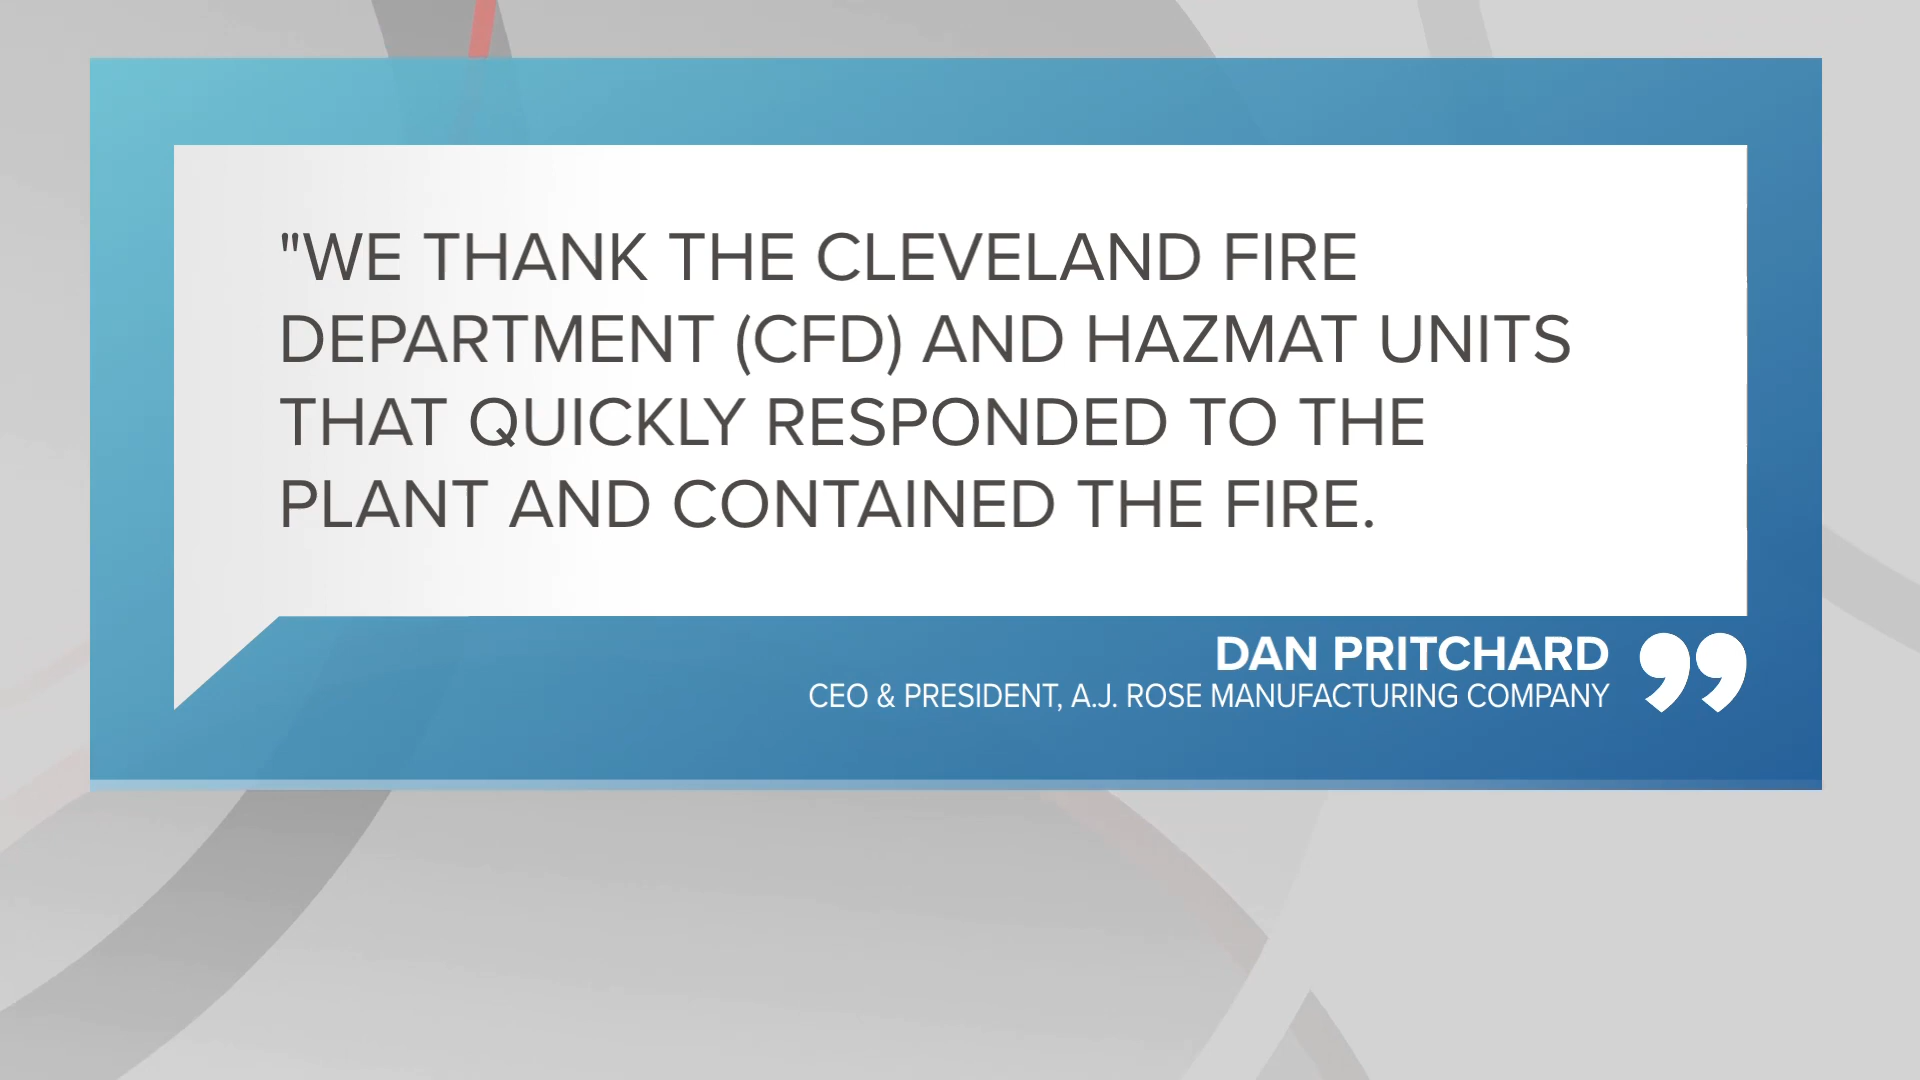 "WE THANK THE CLEVELAND FIRE
DEPARTMENT (CFD) AND HAZMAT UNITS
THAT QUICKLY RESPONDED TO THE
PLANT AND CONTAINED THE FIRE.
DAN PRITCHARD
CEO & PRESIDENT, A.J. ROSE MANUFACTURING COMPANY